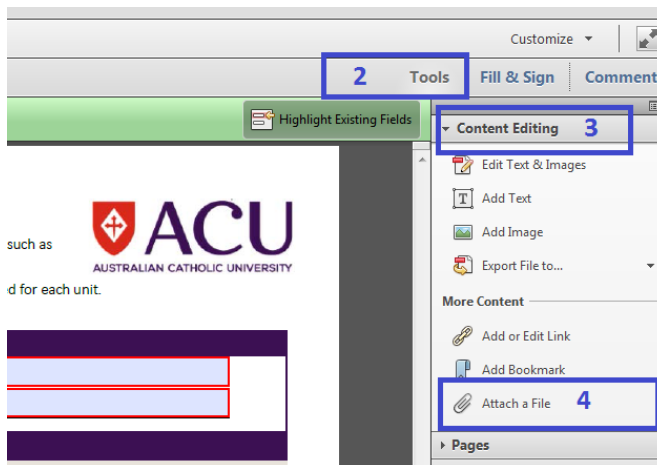 Customize
2 Tools Fill & Sign Comment
Highlight Existing Fields
Content Editing 3
Edit Text & Images
Add Text
Add Image
Export File to...
More Content
Add or Edit Link
Add Bookmark
Attach a File 4
Pages
such as
ACU
AUSTRALIAN CATHOLIC UNIVERSITY
d for each unit.